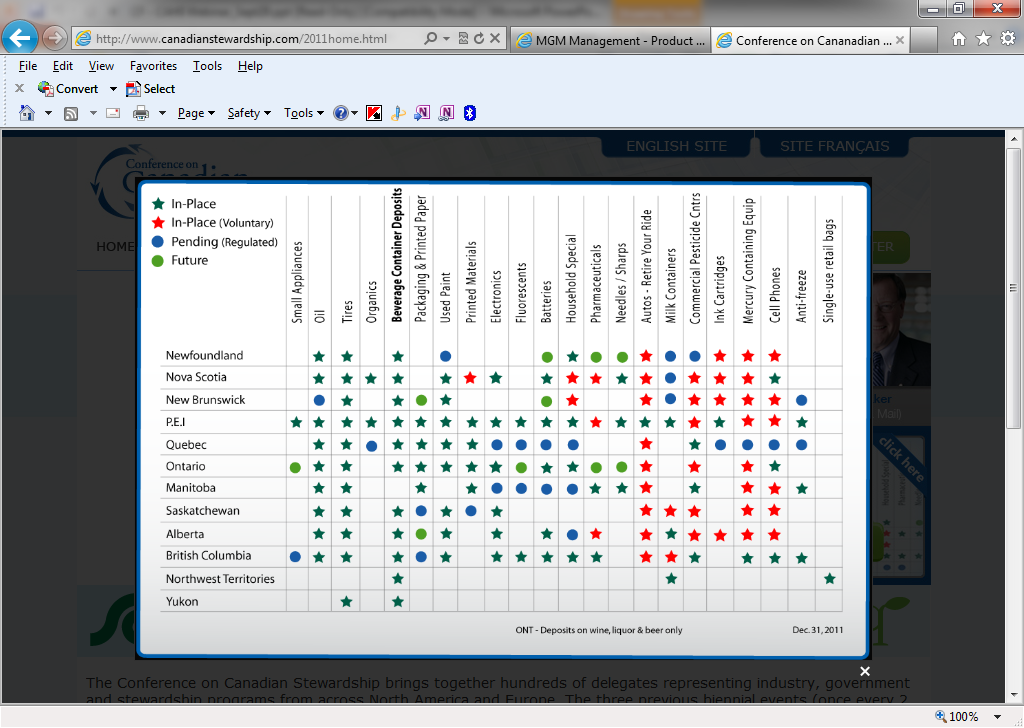 http://www.canadianstewardship.com/2011home.html
MGM Management - Product ...
Conference on Cananadian ...
File Edit View Favorites Tools Help
Convert Select
Page Safety Tools
ENGLISH SITE SITE FRANÇAIS
Conference on
HOME
In-Place
In-Place (Voluntary)
Pending (Regulated)
Future
Small Appliances
Oil
Tires
Organics
Beverage Container Deposits
Packaging & Printed Paper
Used Paint
Printed Materials
Electronics
Fluorescents
Batteries
Household Special
Pharmaceuticals
Needles / Sharps
Autos - Retire Your Ride
Milk Containers
Commercial Pesticide Cntrs
Ink Cartridges
Mercury Containing Equip
Cell Phones
Anti-freeze
Single-use retail bags
Newfoundland
Nova Scotia
New Brunswick
P.E.I
Quebec
Ontario
Manitoba
Saskatchewan
Alberta
British Columbia
Northwest Territories
Yukon
ONT - Deposits on wine, liquor & beer only
Dec. 31, 2011
click here
The Conference on Canadian Stewardship brings together hundreds of delegates representing industry, government
and stewardship programs from across North America and Europe. The three previous biennial events (once every 2
100%